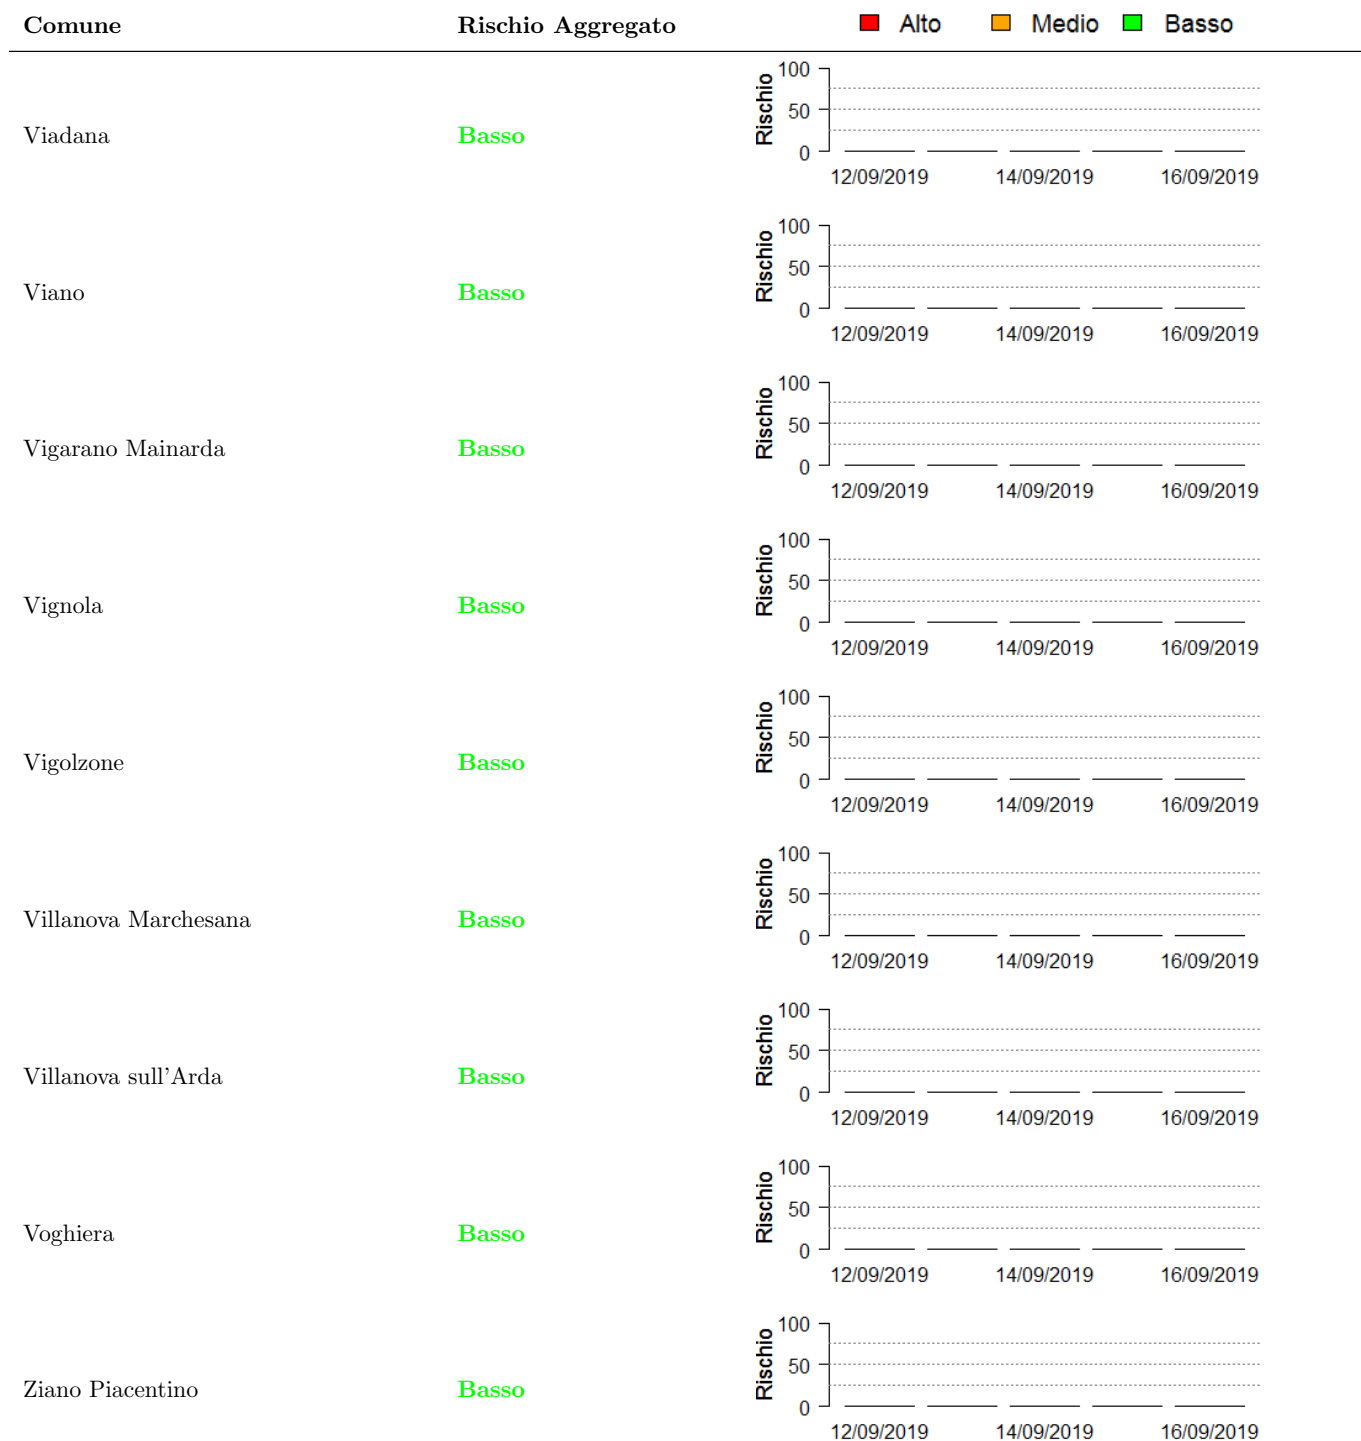 Comune Rischio Aggregato Alto Medio Basso
Viadana Basso Rischio 100 50 0
12/09/2019 14/09/2019 16/09/2019
Viano Basso Rischio 100 50 0
12/09/2019 14/09/2019 16/09/2019
Vigarano Mainarda Basso Rischio 100 50 0
12/09/2019 14/09/2019 16/09/2019
Vignola Basso Rischio 100 50 0
12/09/2019 14/09/2019 16/09/2019
Vigolzone Basso Rischio 100 50 0
12/09/2019 14/09/2019 16/09/2019
Villanova Marchesana Basso Rischio 100 50 0
12/09/2019 14/09/2019 16/09/2019
Villanova sull'Arda Basso Rischio 100 50 0
12/09/2019 14/09/2019 16/09/2019
Voghiera Basso Rischio 100 50 0
12/09/2019 14/09/2019 16/09/2019
Ziano Piacentino Basso Rischio 100 50 0
12/09/2019 14/09/2019 16/09/2019